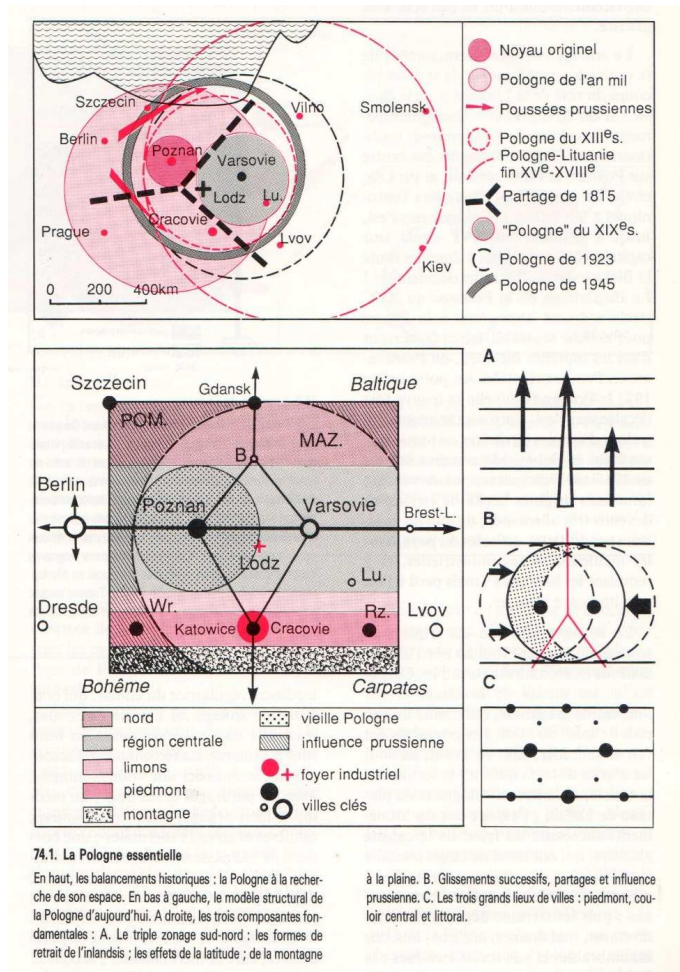 Szczecin
Vilno
Smolensk
Berlin
Poznan
Varsovie
Lodz
Lu.
Prague
Cracovie
Lvov
Kiev
0 200 400km
Noyau originel
Pologne de l'an mil
Poussées prussiennes
Pologne du XIIIe s.
Pologne-Lituanie
fin XVe-XVIIIe
Partage de 1815
"Pologne" du XIXe s.
Pologne de 1923
Pologne de 1945
Szczecin
Gdansk
Baltique
POM.
MAZ.
B
Berlin
Poznan
Varsovie
Brest-L.
Lodz
Lu.
Dresde
Wr.
Katowice
Cracovie
Rz.
Lvov
Bohême
Carpates
nord
région centrale
limons
piedmont
montagne
vieille Pologne
influence prussienne
foyer industriel
villes clés
A
B
C
74.1. La Pologne essentielle
En haut, les balancements historiques : la Pologne à la recher-
che de son espace. En bas à gauche, le modèle structural de
la Pologne d'aujourd'hui. A droite, les trois composantes fon-
damentales : A. Le triple zonage sud-nord : les formes de
retrait de l'inlandsis ; les effets de la latitude ; de la montagne
à la plaine. B. Glissements successifs, partages et influence
prussienne. C. Les trois grands lieux de villes : piedmont, cou-
loir central et littoral.